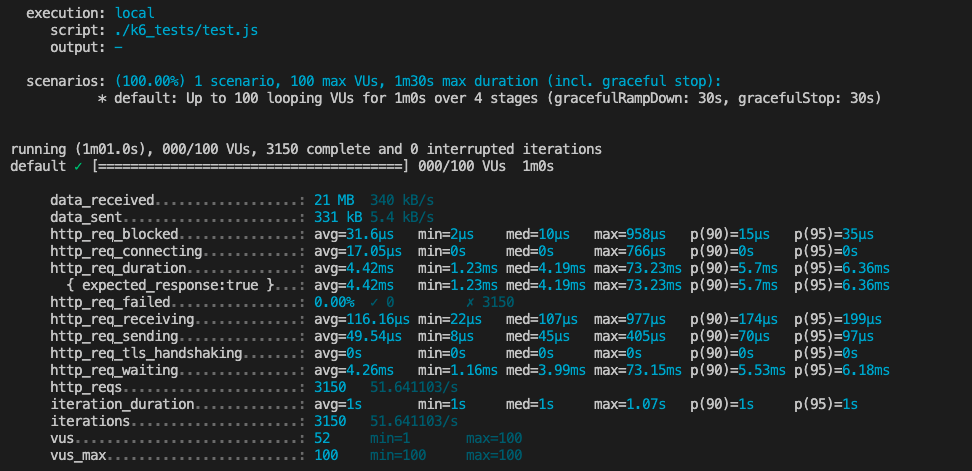 execution: local
script: ./k6_tests/test.js
output: -
scenarios: (100.00%) 1 scenario, 100 max VUs, 1m30s max duration (incl. graceful stop):
* default: Up to 100 looping VUs for 1m0s over 4 stages (gracefulRampDown: 30s, gracefulStop: 30s)
running (1m01.0s), 000/100 VUs, 3150 complete and 0 interrupted iterations
default ✓ [======================================] 000/100 VUs  1m0s
data_received..................: 21 MB  340 kB/s
data_sent......................: 331 kB 5.4 kB/s
http_req_blocked...............: avg=31.6µs   min=2µs    med=10µs   max=958µs   p(90)=15µs   p(95)=35µs
http_req_connecting............: avg=17.05µs  min=0s     med=0s     max=766µs   p(90)=0s     p(95)=0s
http_req_duration..............: avg=4.42ms   min=1.23ms med=4.19ms max=73.23ms p(90)=5.7ms  p(95)=6.36ms
{ expected_response:true }...: avg=4.42ms   min=1.23ms med=4.19ms max=73.23ms p(90)=5.7ms  p(95)=6.36ms
http_req_failed................: 0.00%  ✓ 0        ✗ 3150
http_req_receiving.............: avg=116.16µs min=22µs   med=107µs  max=977µs   p(90)=174µs  p(95)=199µs
http_req_sending...............: avg=49.54µs  min=8µs    med=45µs   max=405µs   p(90)=70µs   p(95)=97µs
http_req_tls_handshaking.......: avg=0s       min=0s     med=0s     max=0s      p(90)=0s     p(95)=0s
http_req_waiting...............: avg=4.26ms   min=1.16ms med=3.99ms max=73.15ms p(90)=5.53ms p(95)=6.18ms
http_reqs......................: 3150   51.641103/s
iteration_duration.............: avg=1s       min=1s     med=1s     max=1.07s   p(90)=1s     p(95)=1s
iterations.....................: 3150   51.641103/s
vus............................: 52     min=1      max=100
vus_max........................: 100    min=100    max=100